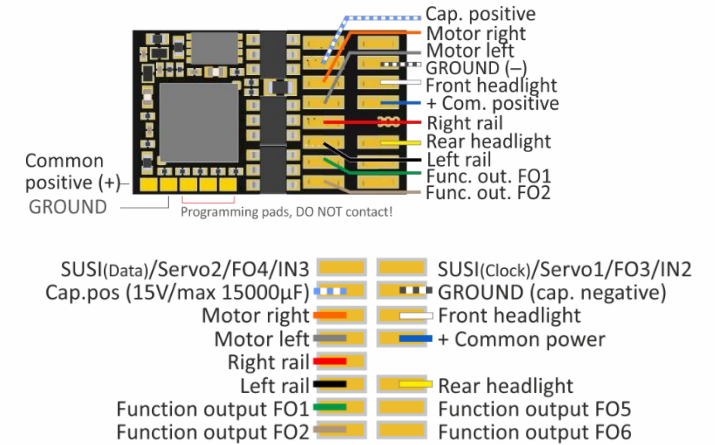 Cap. positive
Motor right
Motor left
GROUND (–)
Front headlight
+ Com. positive
Right rail
Rear headlight
Left rail
Func. out. FO1
Func. out. FO2
Common
positive (+)
GROUND
Programming pads, DO NOT contact!
SUSI(Data)/Servo2/FO4/IN3 SUSI(Clock)/Servo1/FO3/IN2
Cap.pos (15V/max 15000µF) GROUND (cap. negative)
Motor right Front headlight
Motor left + Common power
Right rail
Left rail Rear headlight
Function output FO1 Function output FO5
Function output FO2 Function output FO6